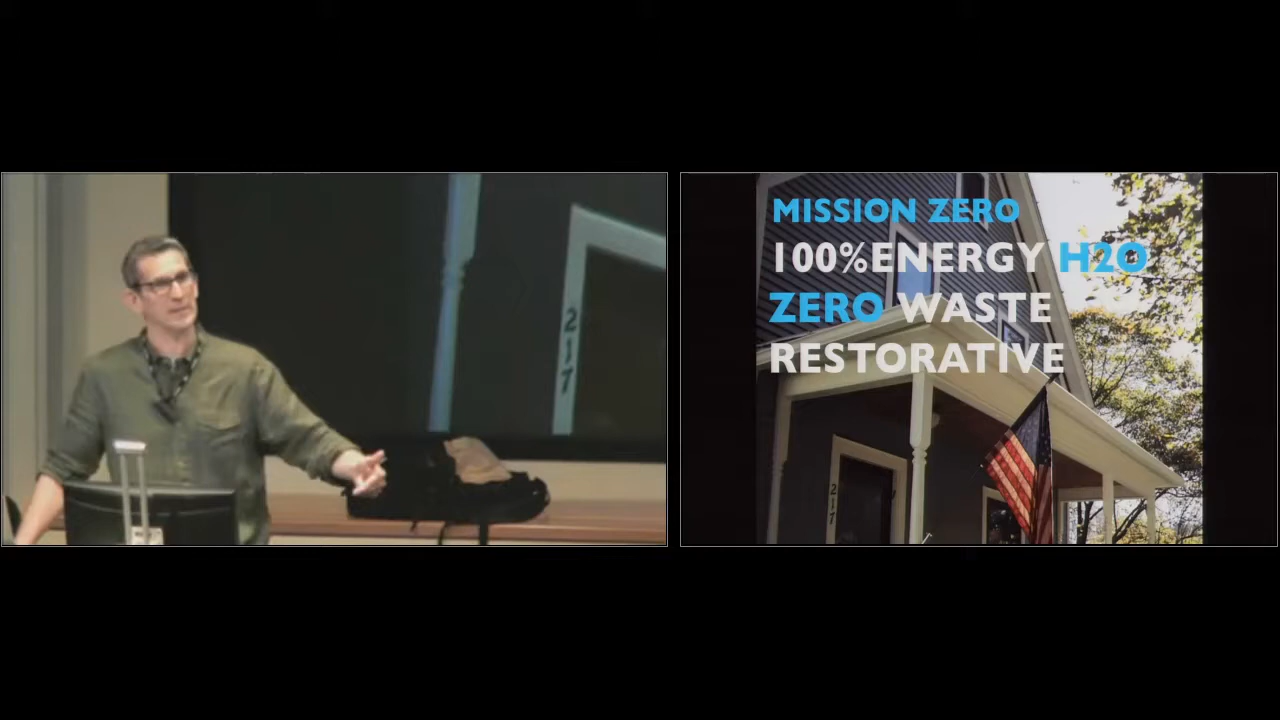 217
MISSION ZERO
100%ENERGY H2O
ZERO WASTE
RESTORATIVE
217